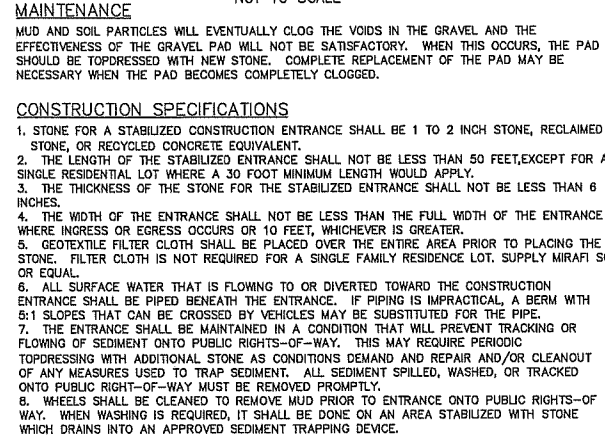 NOT TO SCALE
MAINTENANCE
MUD AND SOIL PARTICLES WILL EVENTUALLY CLOG THE VOIDS IN THE GRAVEL AND THE
EFFECTIVENESS OF THE GRAVEL PAD WILL NOT BE SATISFACTORY. WHEN THIS OCCURS, THE PAD
SHOULD BE TOPDRESSED WITH NEW STONE. COMPLETE REPLACEMENT OF THE PAD MAY BE
NECESSARY WHEN THE PAD BECOMES COMPLETELY CLOGGED.
CONSTRUCTION SPECIFICATIONS
1. STONE FOR A STABILIZED CONSTRUCTION ENTRANCE SHALL BE 1 TO 2 INCH STONE, RECLAIMED
STONE, OR RECYCLED CONCRETE EQUIVALENT.
2. THE LENGTH OF THE STABILIZED ENTRANCE SHALL NOT BE LESS THAN 50 FEET,EXCEPT FOR A
SINGLE RESIDENTIAL LOT WHERE A 30 FOOT MINIMUM LENGTH WOULD APPLY.
3. THE THICKNESS OF THE STONE FOR THE STABILIZED ENTRANCE SHALL NOT BE LESS THAN 6
INCHES.
4. THE WIDTH OF THE ENTRANCE SHALL NOT BE LESS THAN THE FULL WIDTH OF THE ENTRANCE
WHERE INGRESS OR EGRESS OCCURS OR 10 FEET, WHICHEVER IS GREATER.
5. GEOTEXTILE FILTER CLOTH SHALL BE PLACED OVER THE ENTIRE AREA PRIOR TO PLACING THE
STONE. FILTER CLOTH IS NOT REQUIRED FOR A SINGLE FAMILY RESIDENCE LOT. SUPPLY MIRAFI
OR EQUAL.
6. ALL SURFACE WATER THAT IS FLOWING TO OR DIVERTED TOWARD THE CONSTRUCTION
ENTRANCE SHALL BE PIPED BENEATH THE ENTRANCE. IF PIPING IS IMPRACTICAL, A BERM WITH
5:1 SLOPES THAT CAN BE CROSSED BY VEHICLES MAY BE SUBSTITUTED FOR THE PIPE.
7. THE ENTRANCE SHALL BE MAINTAINED IN A CONDITION THAT WILL PREVENT TRACKING OR
FLOWING OF SEDIMENT ONTO PUBLIC RIGHTS-OF-WAY. THIS MAY REQUIRE PERIODIC
TOPDRESSING WITH ADDITIONAL STONE AS CONDITIONS DEMAND AND REPAIR AND/OR CLEANOUT
OF ANY MEASURES USED TO TRAP SEDIMENT. ALL SEDIMENT SPILLED, WASHED, OR TRACKED
ONTO PUBLIC RIGHT-OF-WAY MUST BE REMOVED PROMPTLY.
8. WHEELS SHALL BE CLEANED TO REMOVE MUD PRIOR TO ENTRANCE ONTO PUBLIC RIGHTS-OF
WAY. WHEN WASHING IS REQUIRED, IT SHALL BE DONE ON AN AREA STABILIZED WITH STONE
WHICH DRAINS INTO AN APPROVED SEDIMENT TRAPPING DEVICE.